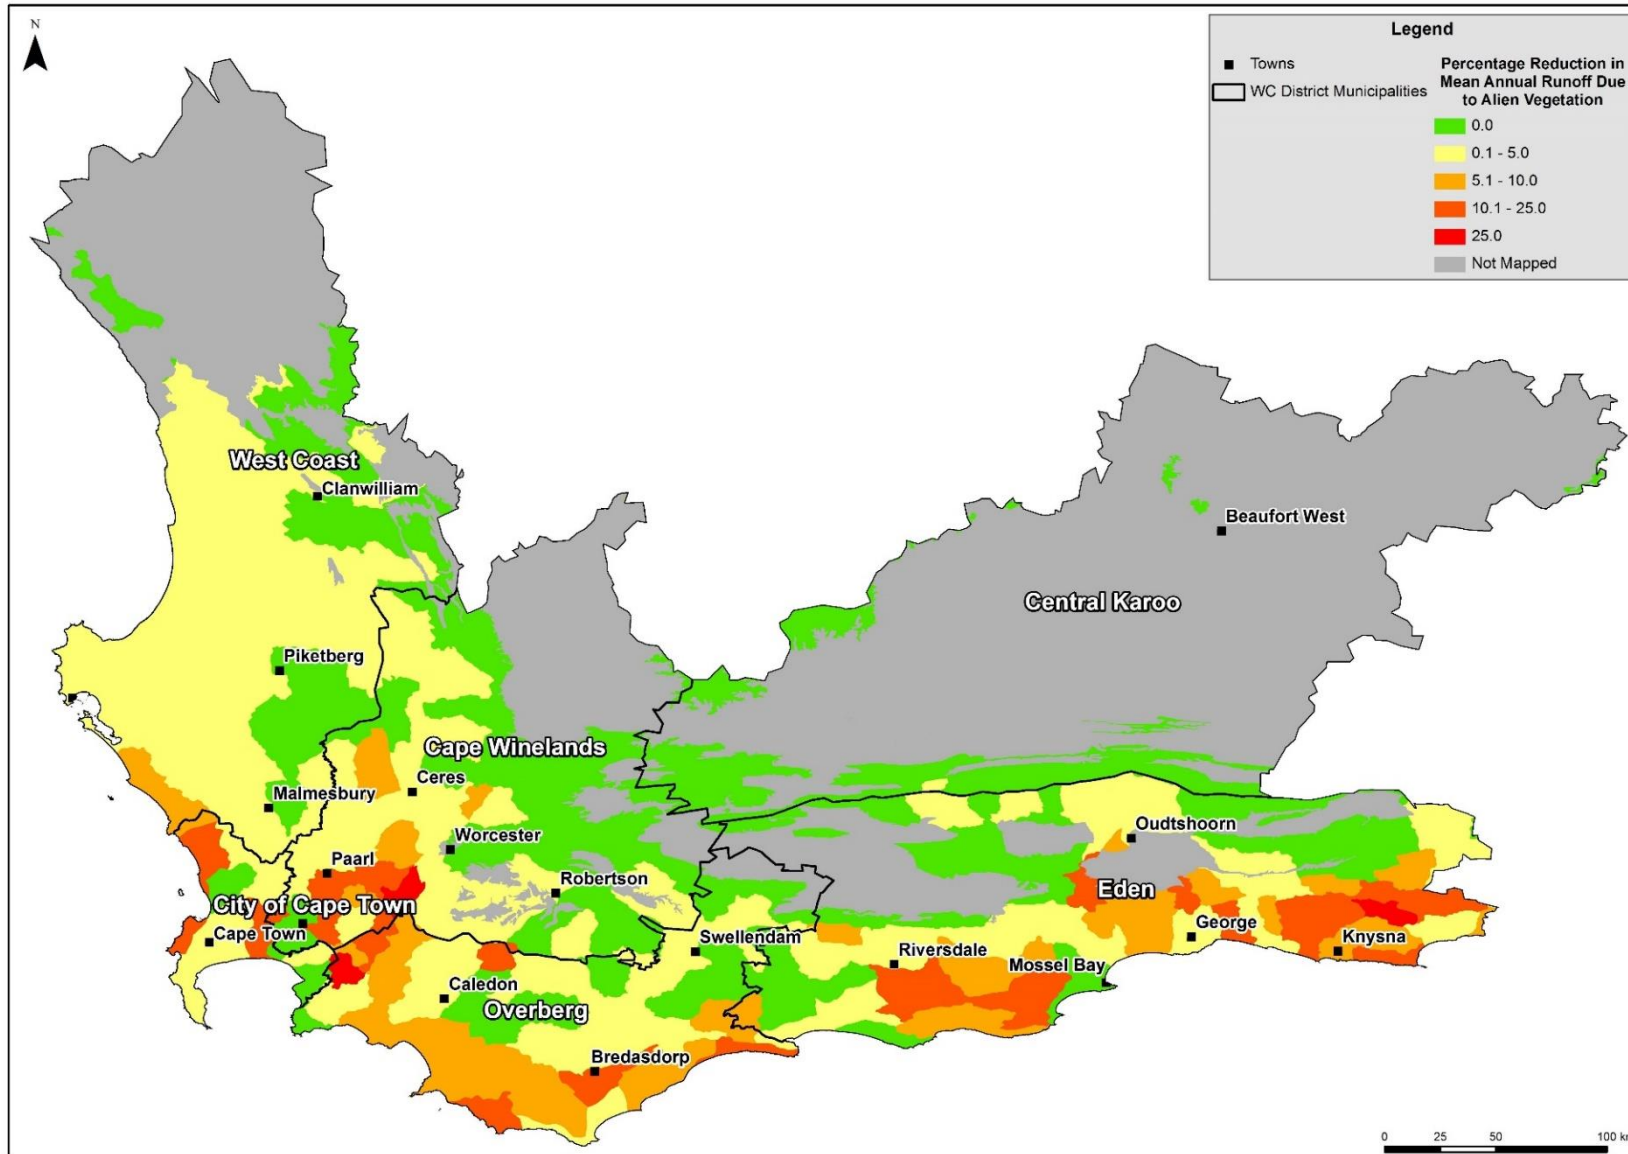 N
Legend
Towns
WC District Municipalities
Percentage Reduction in
Mean Annual Runoff Due
to Alien Vegetation
0.0
0.1 - 5.0
5.1 - 10.0
10.1 - 25.0
25.0
Not Mapped
West Coast
Clanwilliam
Beaufort West
Central Karoo
Piketberg
Cape Winelands
Ceres
Malmesbury
Worcester
Oudtshoorn
Paarl
Robertson
Eden
City of Cape Town
Cape Town
Swellendam
George
Riversdale
Knysna
Mossel Bay
Caledon
Overberg
Bredasdorp
0 25 50 100 km